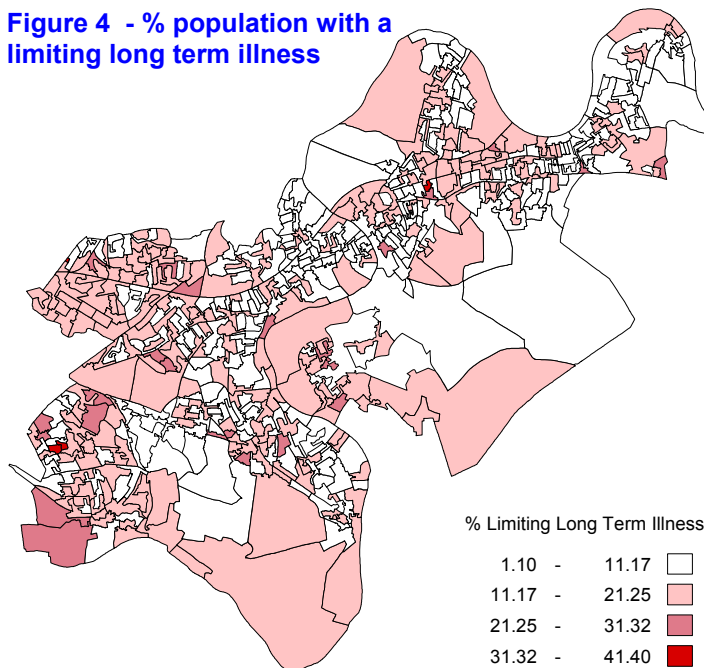 Figure 4 - % population with a
limiting long term illness
% Limiting Long Term Illness
1.10 - 11.17
11.17 - 21.25
21.25 - 31.32
31.32 - 41.40